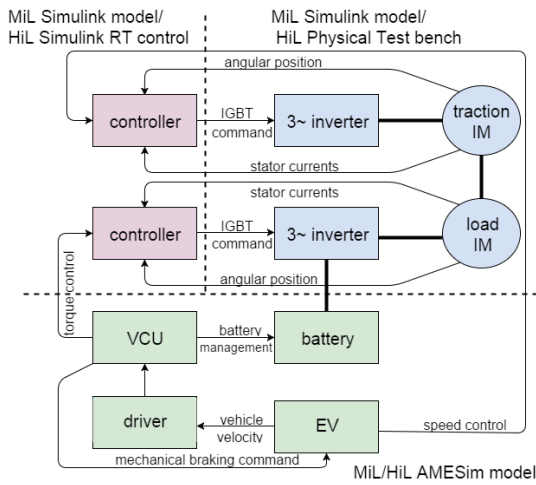 MiL Simulink model/
HiL Simulink RT control
MiL Simulink model/
HiL Physical Test bench
angular position
controller
IGBT
command
3~ inverter
traction
IM
stator currents
stator currents
controller
IGBT
command
3~ inverter
load
IM
angular position
torque control
VCU
battery
management
battery
driver
vehicle
velocity
EV
speed control
mechanical braking command
MiL/HiL AMESim model